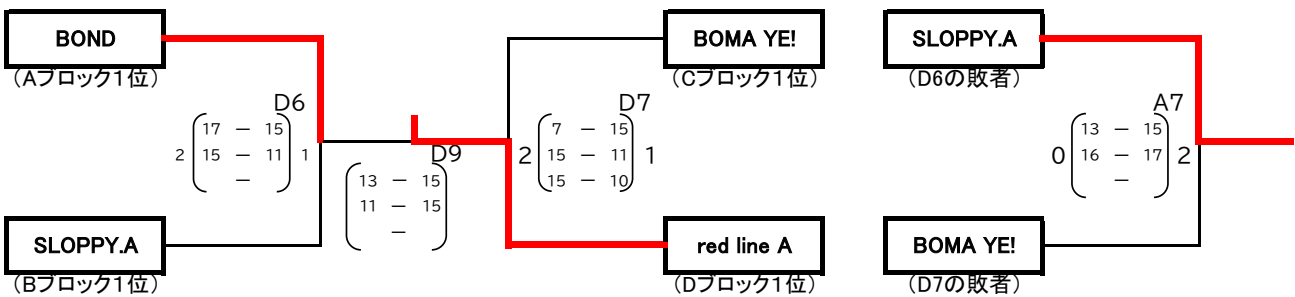 BOND
(Aブロック1位)
BOMA YE!
(Cブロック1位)
SLOPPY.A
(D6の敗者)
D6
17 － 15
2 15 － 11 1
－
D9
13 － 15
11 － 15
－
D7
7 － 15
2 15 － 11 1
15 － 10
A7
13 － 15
0 16 － 17 2
－
SLOPPY.A
(Bブロック1位)
red line A
(Dブロック1位)
BOMA YE!
(D7の敗者)